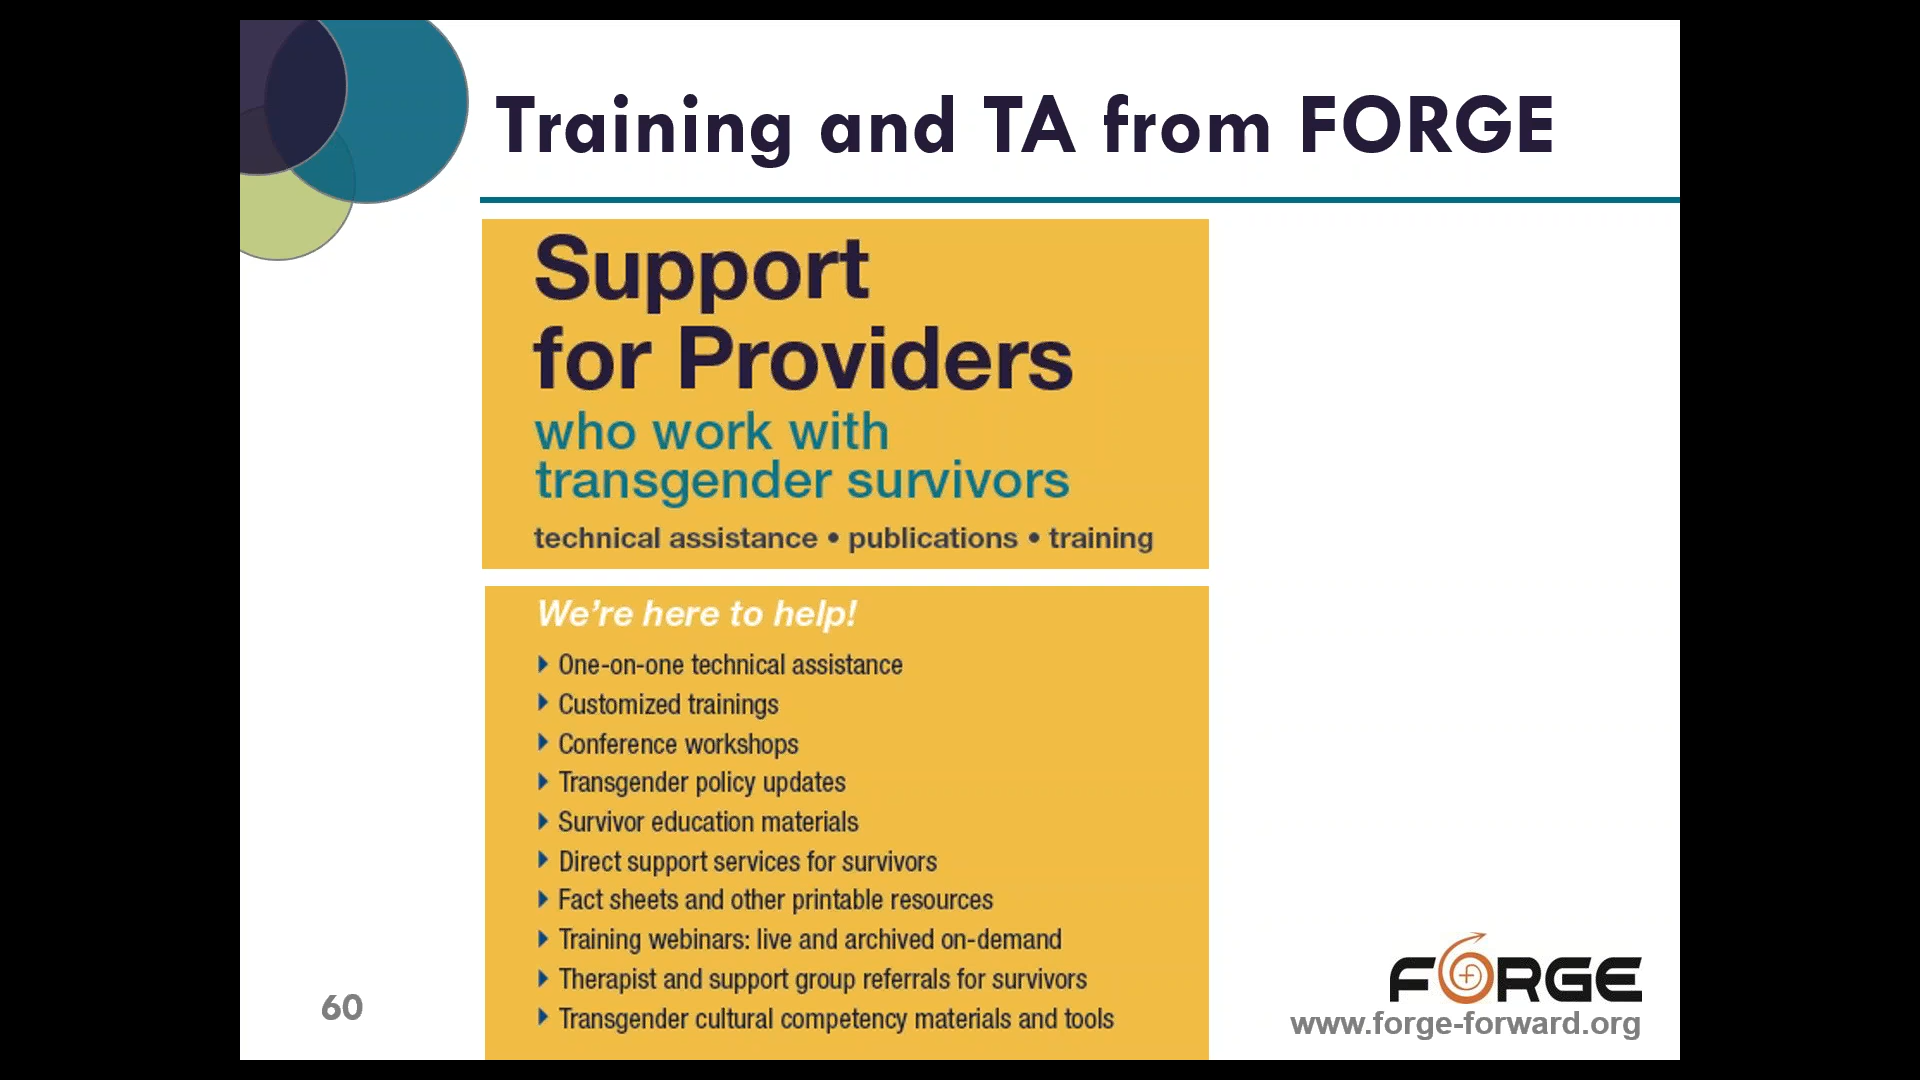 Training and TA from FORGE
Support
for Providers
who work with
transgender survivors
technical assistance • publications • training
We're here to help!
One-on-one technical assistance
Customized trainings
Conference workshops
Transgender policy updates
Survivor education materials
Direct support services for survivors
Fact sheets and other printable resources
Training webinars: live and archived on-demand
Therapist and support group referrals for survivors
Transgender cultural competency materials and tools
60
FORGE
www.forge-forward.org